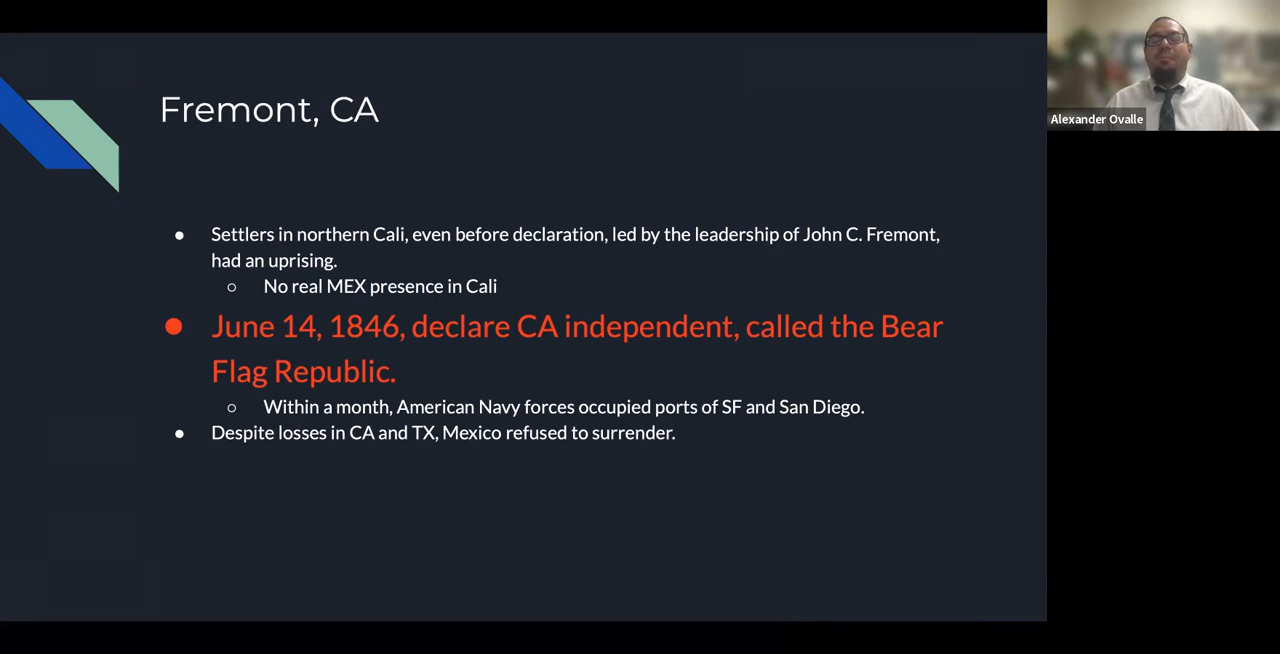 Fremont, CA
● Settlers in northern Cali, even before declaration, led by the leadership of John C. Fremont,
had an uprising.
○ No real MEX presence in Cali
● June 14, 1846, declare CA independent, called the Bear
Flag Republic.
○ Within a month, American Navy forces occupied ports of SF and San Diego.
● Despite losses in CA and TX, Mexico refused to surrender.
Alexander Ovalle